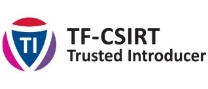 TI
TF-CSIRT
Trusted Introducer